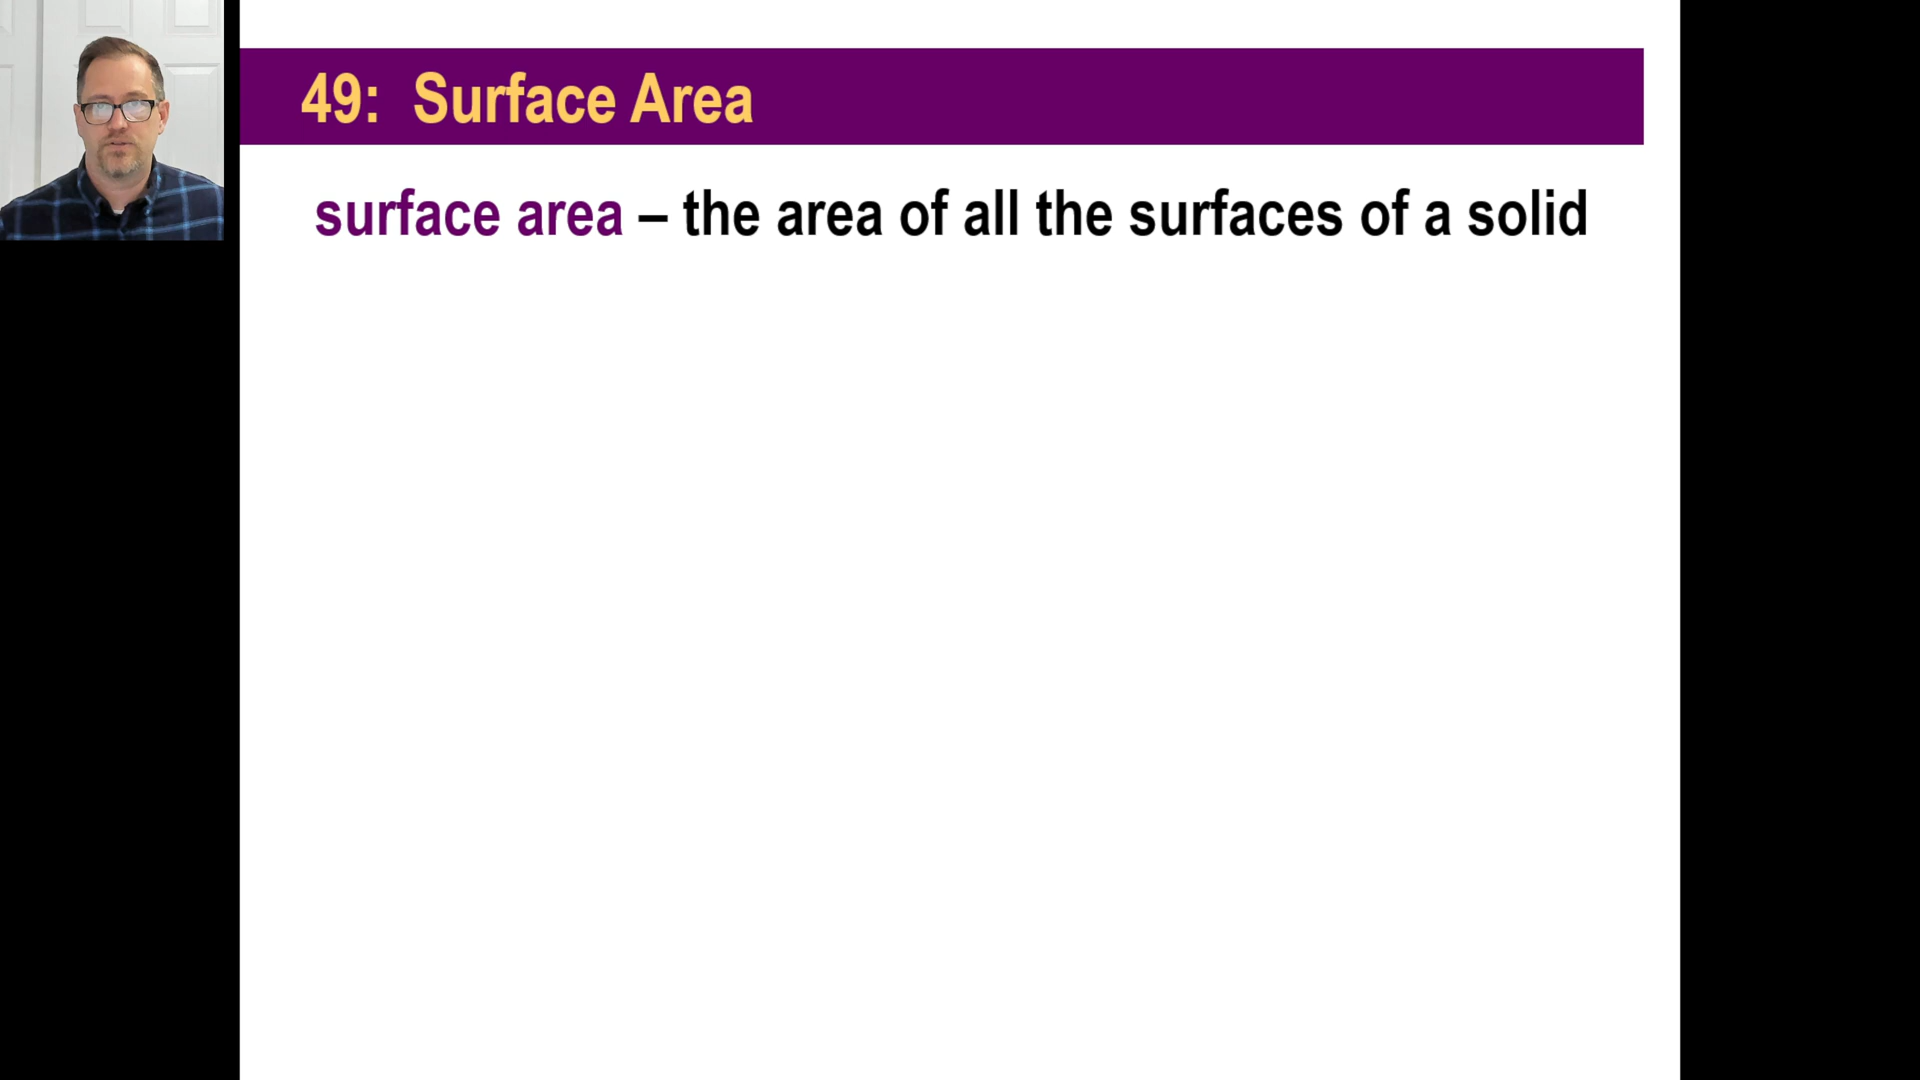 49: Surface Area
surface area – the area of all the surfaces of a solid